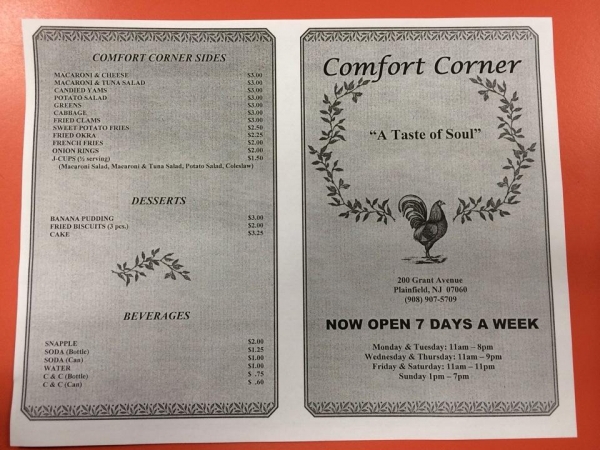 COMFORT CORNER SIDES
MACARONI & CHEESE $3.00
MACARONI & TUNA SALAD $3.00
CANDIED YAMS $3.00
POTATO SALAD $3.00
GREENS $3.00
CABBAGE $3.00
FRIED CLAMS $3.00
SWEET POTATO FRIES $2.50
FRIED OKRA $2.25
FRENCH FRIES $2.00
ONION RINGS $2.00
J-CUPS (½ serving) $1.50
(Macaroni Salad, Macaroni & Tuna Salad, Potato Salad, Coleslaw)
DESSERTS
BANANA PUDDING $3.00
FRIED BISCUITS (3 pcs.) $2.00
CAKE $3.25
BEVERAGES
SNAPPLE $2.00
SODA (Bottle) $1.25
SODA (Can) $1.00
WATER $1.00
C & C (Bottle) $ .75
C & C (Can) $ .60
Comfort Corner
“A Taste of Soul”
200 Grant Avenue
Plainfield, NJ 07060
(908) 907-5709
NOW OPEN 7 DAYS A WEEK
Monday & Tuesday: 11am – 8pm
Wednesday & Thursday: 11am – 9pm
Friday & Saturday: 11am – 11pm
Sunday 1pm – 7pm